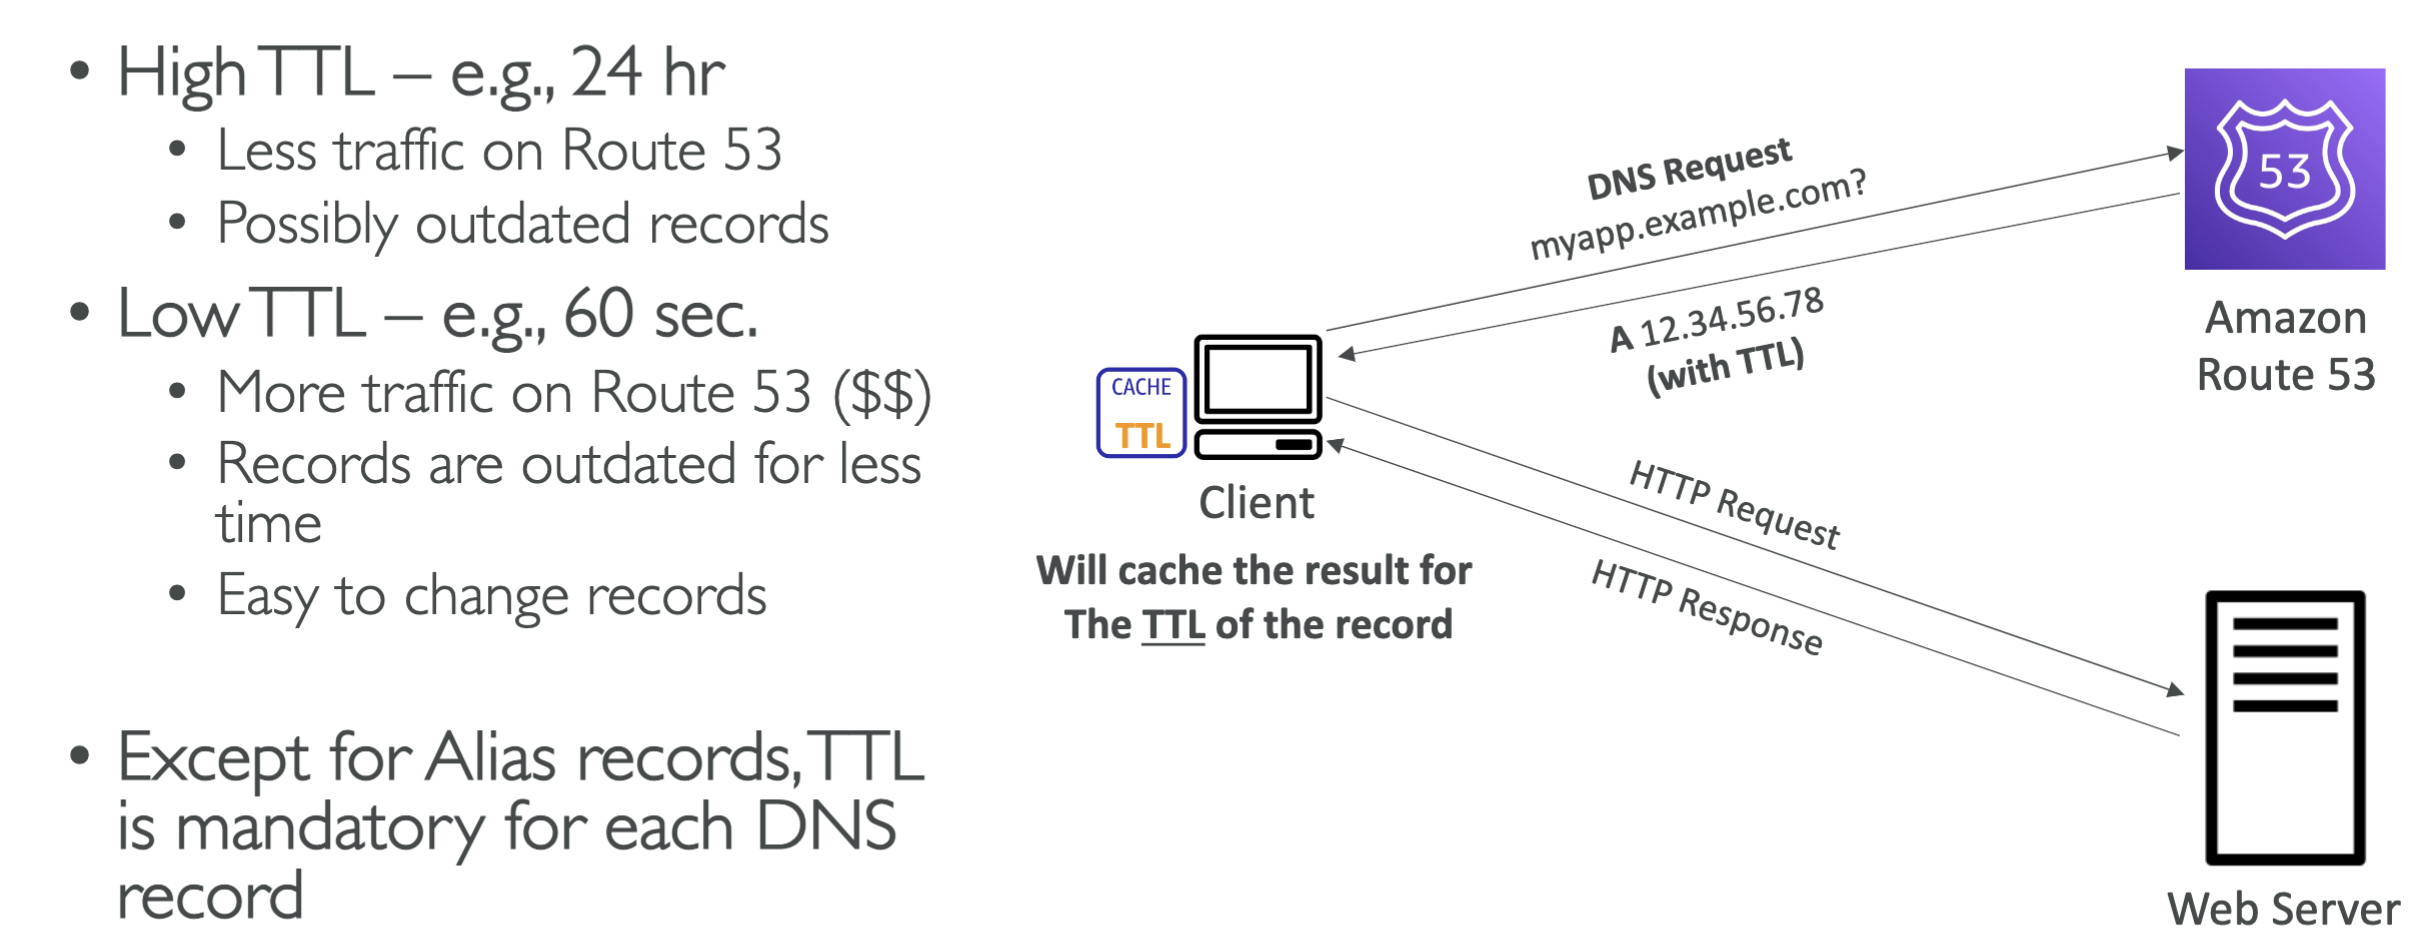 • High TTL – e.g., 24 hr
• Less traffic on Route 53
• Possibly outdated records
• Low TTL – e.g., 60 sec.
• More traffic on Route 53 ($$)
• Records are outdated for less
time
• Easy to change records
• Except for Alias records, TTL
is mandatory for each DNS
record
DNS Request
myapp.example.com?
A 12.34.56.78
(with TTL)
53
Amazon
Route 53
CACHE
TTL
Client
Will cache the result for
The TTL of the record
HTTP Request
HTTP Response
Web Server